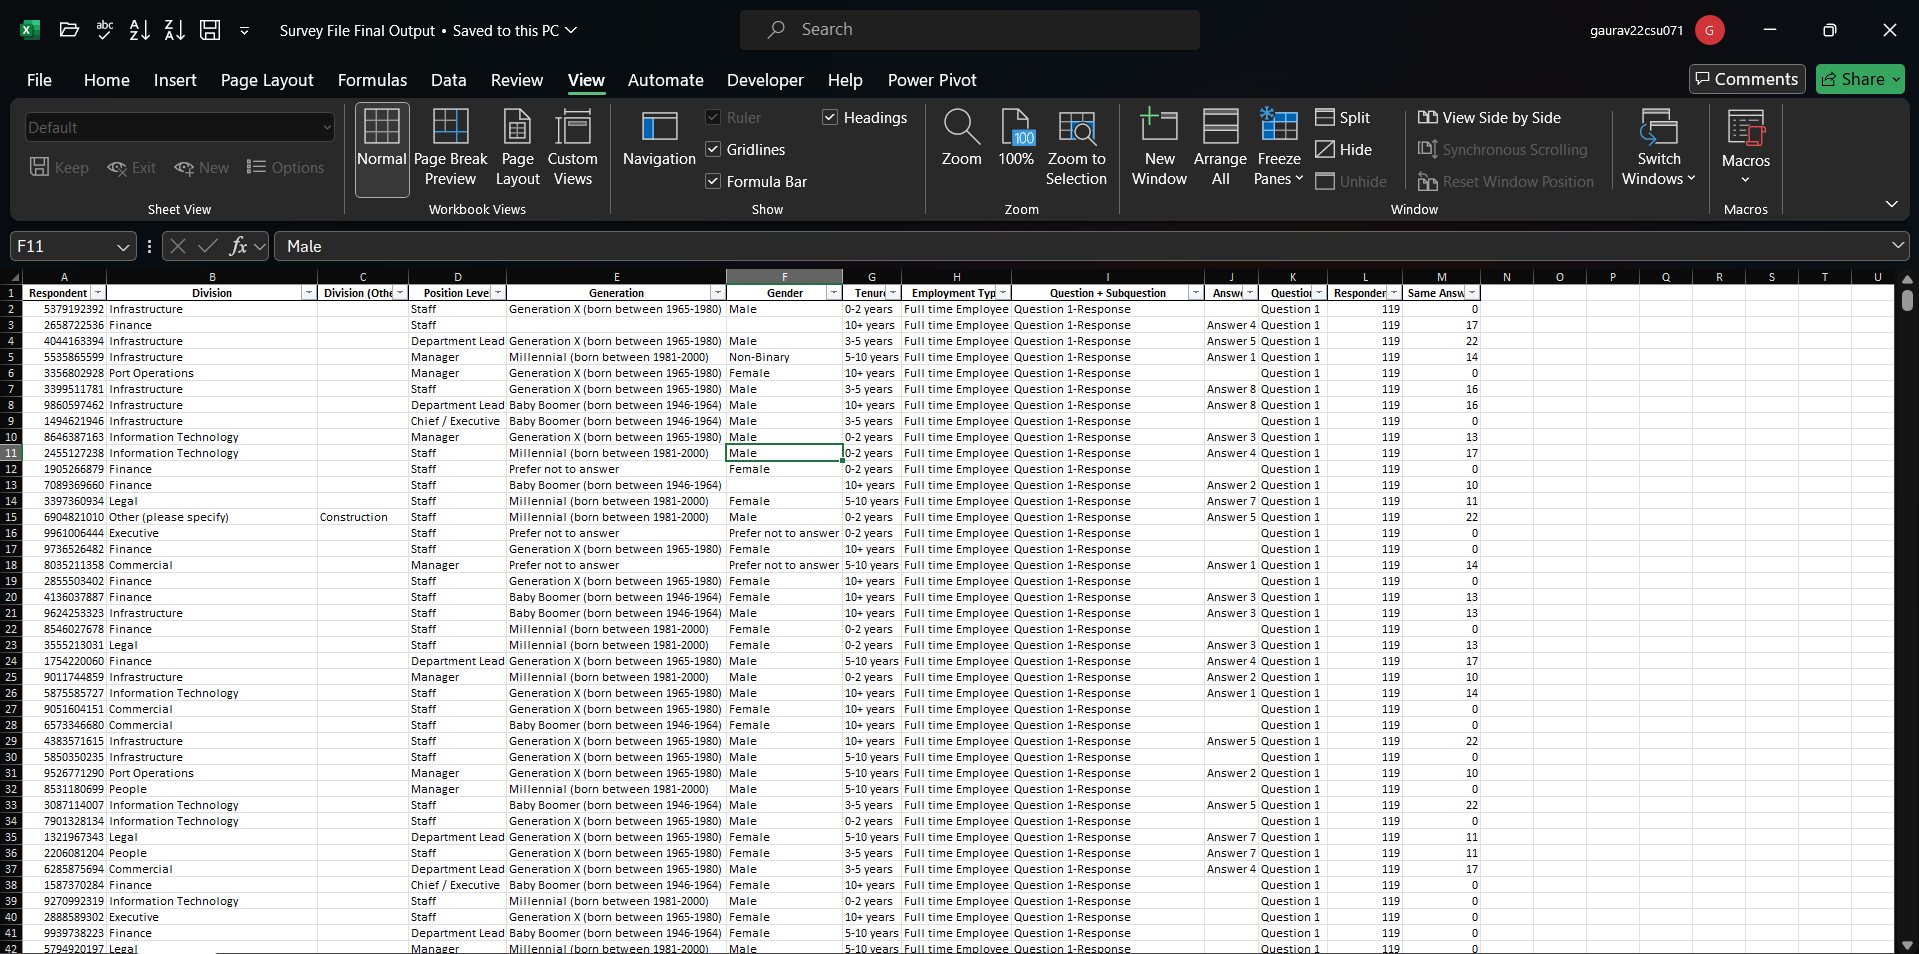 Survey File Final Output • Saved to this PC
Search
gaurav22csu071
G
File Home Insert Page Layout Formulas Data Review View Automate Developer Help Power Pivot
Comments Share
Default
Keep Exit New Options
Sheet View
Normal Page Break Preview Page Layout Custom Views
Workbook Views
Navigation
Ruler Headings
Gridlines
Formula Bar
Show
Zoom 100 100% Zoom to Selection
Zoom
New Window Arrange All Freeze Panes
Split View Side by Side
Hide Synchronous Scrolling
Unhide Reset Window Position
Switch Windows
Window
Macros
Macros
F11 fx Male
A B C D E F G H I J K L M N O P Q R S T U
1 Respondent Division Division (Othe Position Leve Generation Gender Tenur Employment Typ Question + Subquestion Answ Question Responder Same Answ
2 5379192392 Infrastructure Staff Generation X (born between 1965-1980) Male 0-2 years Full time Employee Question 1-Response Question 1 119 0
3 2658722536 Finance Staff 10+ years Full time Employee Question 1-Response Answer 4 Question 1 119 17
4 4044163394 Infrastructure Department Lead Generation X (born between 1965-1980) Male 3-5 years Full time Employee Question 1-Response Answer 5 Question 1 119 22
5 5535865599 Infrastructure Manager Millennial (born between 1981-2000) Non-Binary 5-10 years Full time Employee Question 1-Response Answer 1 Question 1 119 14
6 3356802928 Port Operations Manager Generation X (born between 1965-1980) Female 10+ years Full time Employee Question 1-Response Question 1 119 0
7 3399511781 Infrastructure Staff Generation X (born between 1965-1980) Male 3-5 years Full time Employee Question 1-Response Answer 8 Question 1 119 16
8 9860597462 Infrastructure Department Lead Baby Boomer (born between 1946-1964) Male 10+ years Full time Employee Question 1-Response Answer 8 Question 1 119 16
9 1494621946 Infrastructure Chief / Executive Baby Boomer (born between 1946-1964) Male 3-5 years Full time Employee Question 1-Response Question 1 119 0
10 8646387163 Information Technology Manager Generation X (born between 1965-1980) Male 0-2 years Full time Employee Question 1-Response Answer 3 Question 1 119 13
11 2455127238 Information Technology Staff Millennial (born between 1981-2000) Male 0-2 years Full time Employee Question 1-Response Answer 4 Question 1 119 17
12 1905266879 Finance Staff Prefer not to answer Female 0-2 years Full time Employee Question 1-Response Question 1 119 0
13 7089369660 Finance Staff Baby Boomer (born between 1946-1964) 10+ years Full time Employee Question 1-Response Answer 2 Question 1 119 10
14 3397360934 Legal Staff Millennial (born between 1981-2000) Female 5-10 years Full time Employee Question 1-Response Answer 7 Question 1 119 11
15 6904821010 Other (please specify) Construction Staff Millennial (born between 1981-2000) Male 0-2 years Full time Employee Question 1-Response Answer 5 Question 1 119 22
16 9961006444 Executive Staff Prefer not to answer Prefer not to answer 0-2 years Full time Employee Question 1-Response Question 1 119 0
17 9736526482 Finance Staff Generation X (born between 1965-1980) Female 10+ years Full time Employee Question 1-Response Question 1 119 0
18 8035211358 Commercial Manager Prefer not to answer Prefer not to answer 5-10 years Full time Employee Question 1-Response Answer 1 Question 1 119 14
19 2855503402 Finance Staff Generation X (born between 1965-1980) Female 10+ years Full time Employee Question 1-Response Question 1 119 0
20 4136037887 Finance Staff Baby Boomer (born between 1946-1964) Female 10+ years Full time Employee Question 1-Response Answer 3 Question 1 119 13
21 9624253323 Infrastructure Staff Baby Boomer (born between 1946-1964) Male 10+ years Full time Employee Question 1-Response Answer 3 Question 1 119 13
22 8546027678 Finance Staff Millennial (born between 1981-2000) Female 0-2 years Full time Employee Question 1-Response Question 1 119 0
23 3555213031 Legal Staff Millennial (born between 1981-2000) Female 0-2 years Full time Employee Question 1-Response Answer 3 Question 1 119 13
24 1754220060 Finance Department Lead Generation X (born between 1965-1980) Male 5-10 years Full time Employee Question 1-Response Answer 4 Question 1 119 17
25 9011744859 Infrastructure Manager Millennial (born between 1981-2000) Male 0-2 years Full time Employee Question 1-Response Answer 2 Question 1 119 10
26 5875585727 Information Technology Staff Generation X (born between 1965-1980) Male 10+ years Full time Employee Question 1-Response Answer 1 Question 1 119 14
27 9051604151 Commercial Staff Generation X (born between 1965-1980) Female 10+ years Full time Employee Question 1-Response Question 1 119 0
28 6573346680 Commercial Staff Baby Boomer (born between 1946-1964) Female 10+ years Full time Employee Question 1-Response Question 1 119 0
29 4383571615 Infrastructure Staff Generation X (born between 1965-1980) Male 10+ years Full time Employee Question 1-Response Answer 5 Question 1 119 22
30 5850350235 Infrastructure Staff Generation X (born between 1965-1980) Male 5-10 years Full time Employee Question 1-Response Question 1 119 0
31 9526771290 Port Operations Manager Generation X (born between 1965-1980) Male 5-10 years Full time Employee Question 1-Response Answer 2 Question 1 119 10
32 8531180699 People Manager Millennial (born between 1981-2000) Male 5-10 years Full time Employee Question 1-Response Question 1 119 0
33 3087114007 Information Technology Staff Baby Boomer (born between 1946-1964) Male 3-5 years Full time Employee Question 1-Response Answer 5 Question 1 119 22
34 7901328134 Information Technology Staff Generation X (born between 1965-1980) Male 0-2 years Full time Employee Question 1-Response Question 1 119 0
35 1321967343 Legal Department Lead Generation X (born between 1965-1980) Female 5-10 years Full time Employee Question 1-Response Answer 7 Question 1 119 11
36 2206081204 People Staff Generation X (born between 1965-1980) Female 3-5 years Full time Employee Question 1-Response Answer 7 Question 1 119 11
37 6285875694 Commercial Department Lead Generation X (born between 1965-1980) Male 3-5 years Full time Employee Question 1-Response Answer 4 Question 1 119 17
38 1587370284 Finance Chief / Executive Baby Boomer (born between 1946-1964) Female 10+ years Full time Employee Question 1-Response Question 1 119 0
39 9270992319 Information Technology Staff Millennial (born between 1981-2000) Male 0-2 years Full time Employee Question 1-Response Question 1 119 0
40 2888589302 Executive Staff Generation X (born between 1965-1980) Female 10+ years Full time Employee Question 1-Response Question 1 119 0
41 9939738223 Finance Department Lead Baby Boomer (born between 1946-1964) Female 5-10 years Full time Employee Question 1-Response Question 1 119 0
42 5794920197 Legal Manager Millennial (born between 1981-2000) Male 5-10 years Full time Employee Question 1-Response Question 1 119 0